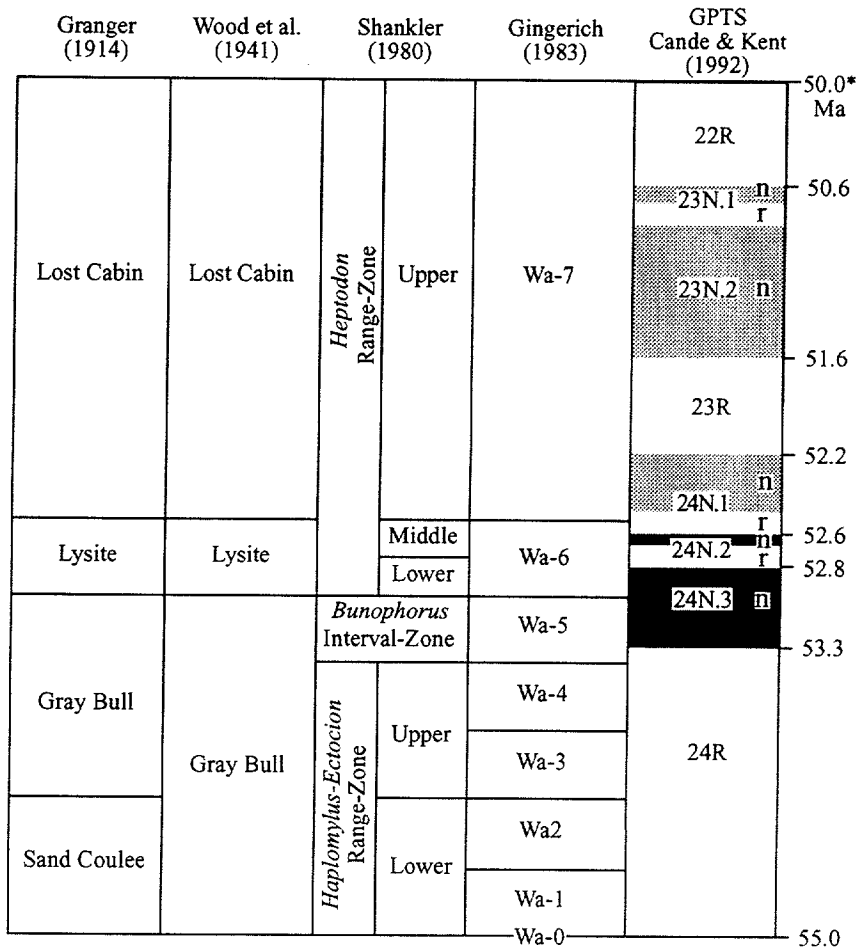 Granger
(1914)
Wood et al.
(1941)
Shankler
(1980)
Gingerich
(1983)
GPTS
Cande & Kent
(1992)
Lost Cabin
Lysite
Gray Bull
Sand Coulee
Lost Cabin
Lysite
Gray Bull
Heptodon
Range-Zone
Upper
Middle
Lower
Bunophorus
Interval-Zone
Haplomylus-Ectocion
Range-Zone
Upper
Lower
Wa-7
Wa-6
Wa-5
Wa-4
Wa-3
Wa2
Wa-1
Wa-0
22R
23N.1 n
r
23N.2 n
23R
n
24N.1
r
n
24N.2
r
24N.3 n
24R
50.0*
Ma
50.6
51.6
52.2
52.6
52.8
53.3
55.0